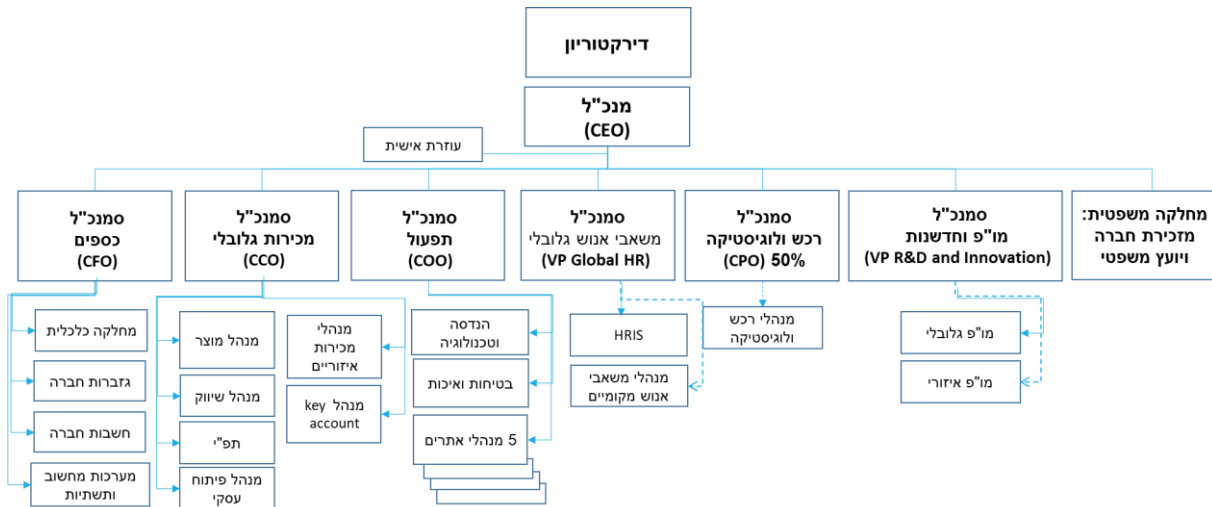 דירקטוריון
מנכ"ל
(CEO)
עוזרת אישית
מחלקה משפטית:
מזכירת חברה
ויועץ משפטי
סמנכ"ל
מו"פ וחדשנות
(VP R&D and Innovation)
סמנכ"ל
רכש ולוגיסטיקה
50% (CPO)
סמנכ"ל
משאבי אנוש גלובלי
(VP Global HR)
סמנכ"ל
תפעול
(COO)
סמנכ"ל
מכירות גלובלי
(CCO)
סמנכ"ל
כספים
(CFO)
מו"פ גלובלי
מו"פ איזורי
מנהלי רכש
ולוגיסטיקה
HRIS
מנהלי משאבי
אנוש מקומיים
הנדסה
וטכנולוגיה
בטיחות ואיכות
5 מנהלי אתרים
מנהלי
מכירות
איזוריים
מנהל key
account
מנהל מוצר
מנהל שיווק
תפ"י
מנהל פיתוח
עסקי
מחלקה כלכלית
גזברות חברה
חשבות חברה
מערכות מחשוב
ותשתיות